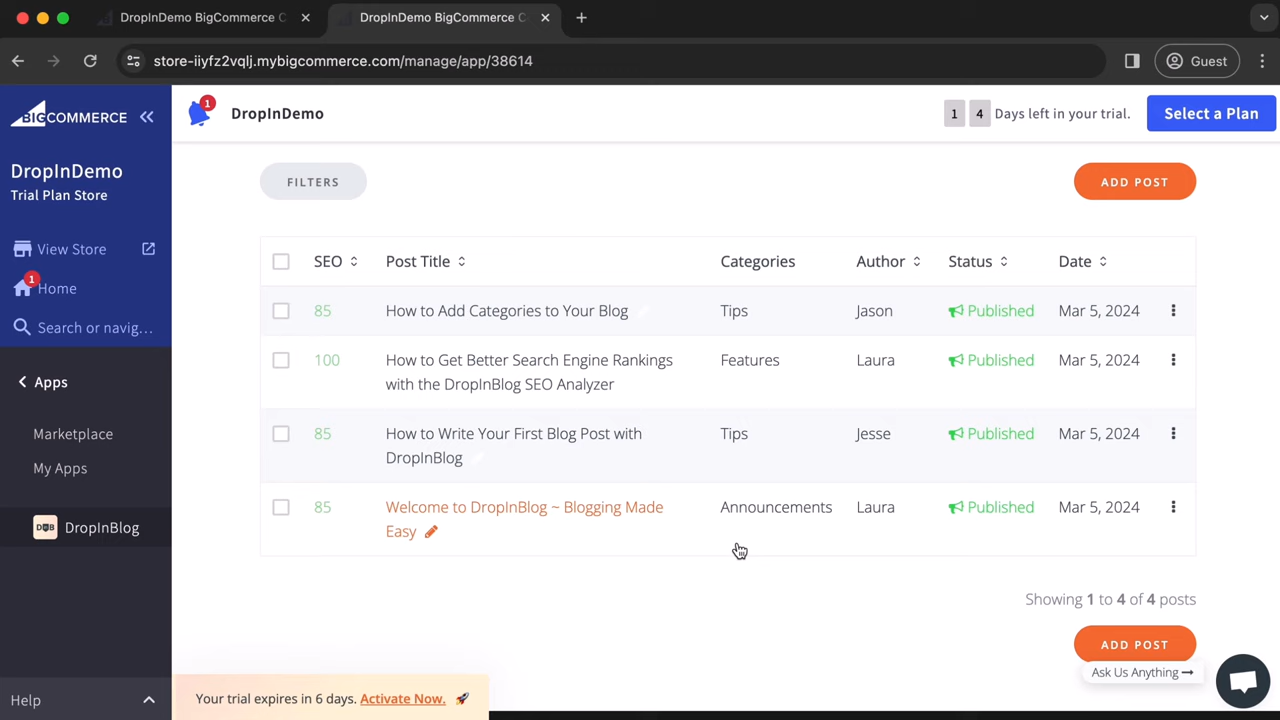 DropInDemo BigCommerce C
DropInDemo BigCommerce C
store-iiyfz2vqlj.mybigcommerce.com/manage/app/38614
Guest
BIGCOMMERCE
1
DropInDemo
1 4 Days left in your trial.
Select a Plan
DropInDemo
Trial Plan Store
View Store
1
Home
Search or navig...
Apps
Marketplace
My Apps
DIB DropInBlog
Help
FILTERS
ADD POST
SEO Post Title Categories Author Status Date
85 How to Add Categories to Your Blog Tips Jason Published Mar 5, 2024
100 How to Get Better Search Engine Rankings Features Laura Published Mar 5, 2024
with the DropInBlog SEO Analyzer
85 How to Write Your First Blog Post with Tips Jesse Published Mar 5, 2024
DropInBlog
85 Welcome to DropInBlog ~ Blogging Made Announcements Laura Published Mar 5, 2024
Easy
Showing 1 to 4 of 4 posts
ADD POST
Ask Us Anything
Your trial expires in 6 days. Activate Now.